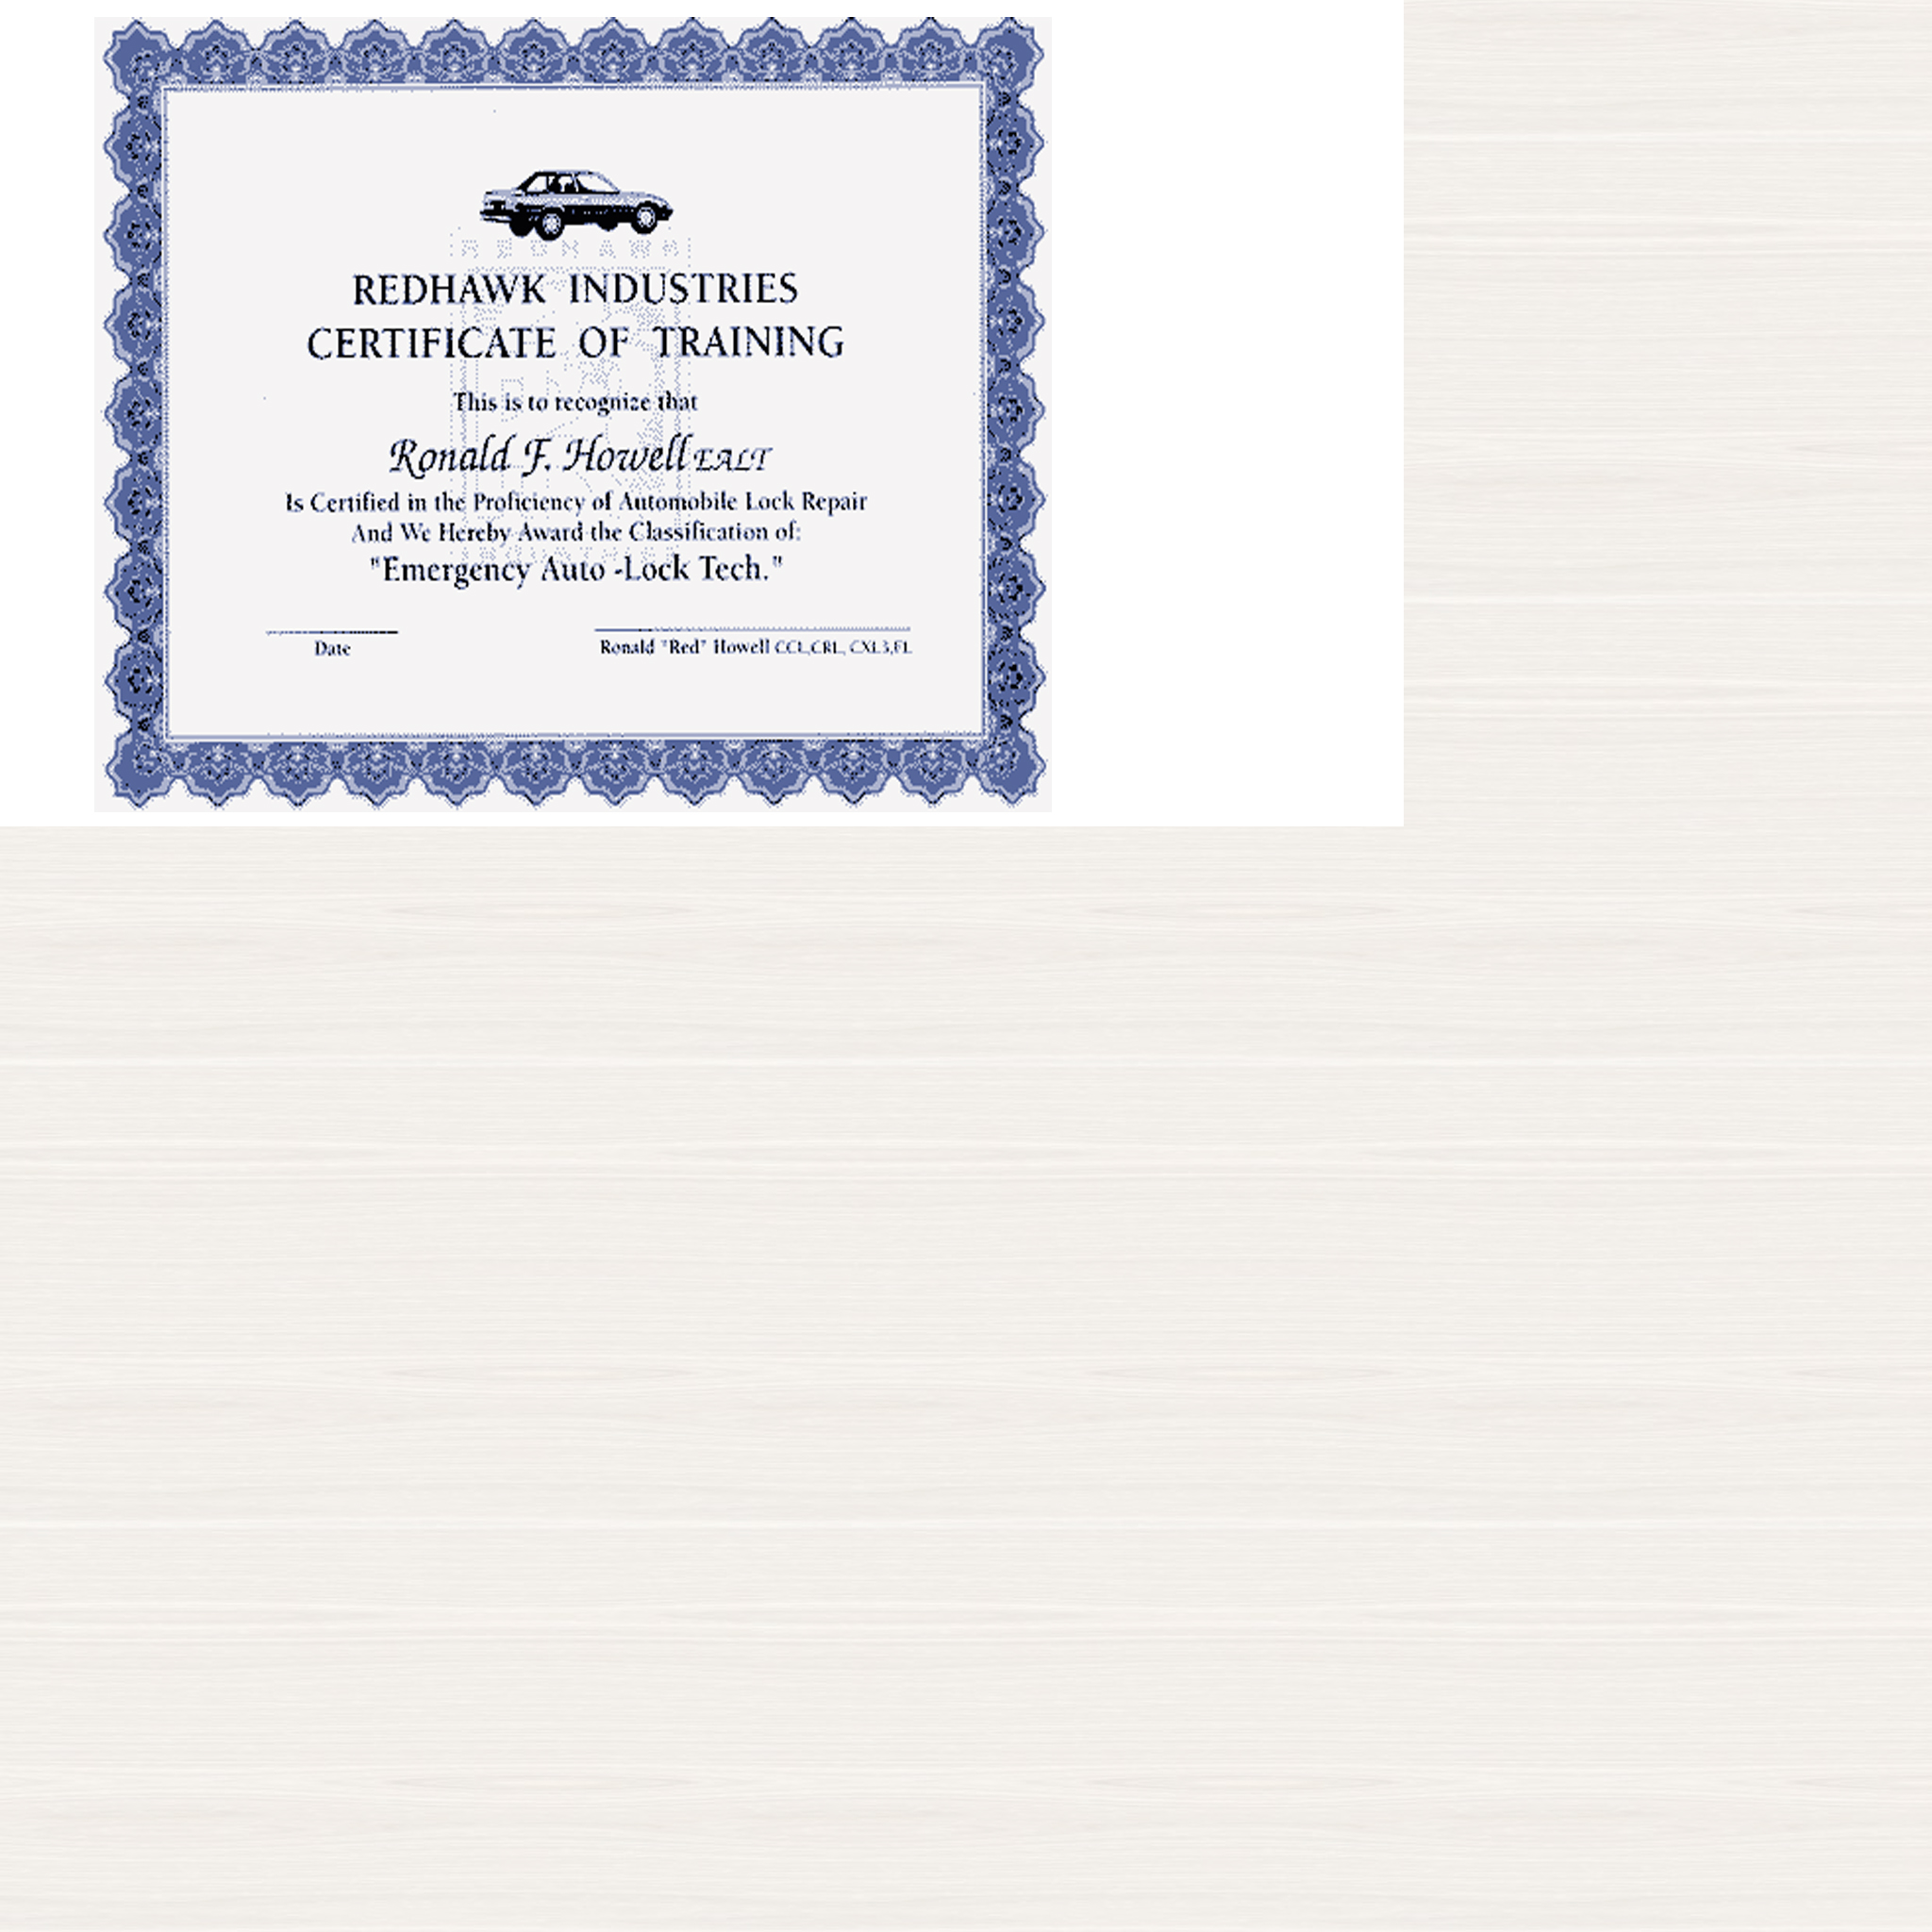 REDHAWK
REDHAWK INDUSTRIES
CERTIFICATE OF TRAINING
This is to recognize that
Ronald F. Howell EALT
Is Certified in the Proficiency of Automobile Lock Repair
And We Hereby Award the Classification of:
"Emergency Auto -Lock Tech."
Date
Ronald "Red" Howell CCL,CRL, CXL3,FL